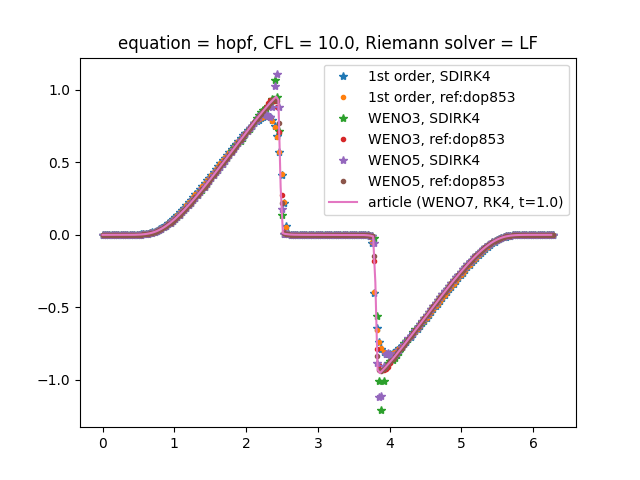 equation = hopf, CFL = 10.0, Riemann solver = LF
1st order, SDIRK4
1st order, ref:dop853
WENO3, SDIRK4
WENO3, ref:dop853
WENO5, SDIRK4
WENO5, ref:dop853
article (WENO7, RK4, t=1.0)
1.0
0.5
0.0
−0.5
−1.0
0 1 2 3 4 5 6